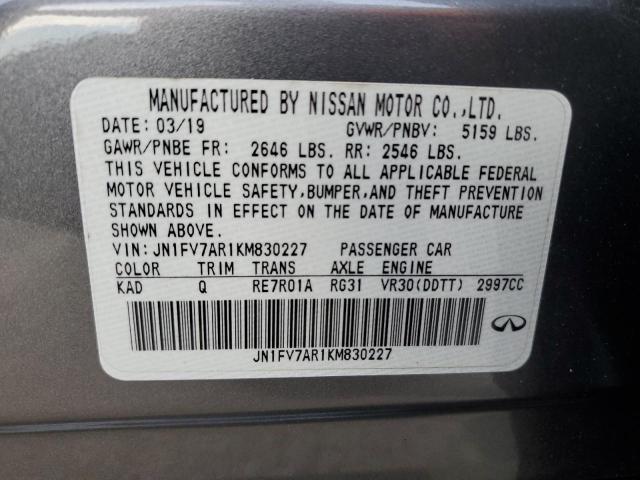 MANUFACTURED BY NISSAN MOTOR CO.,LTD.
DATE: 03/19 GVWR/PNBV: 5159 LBS.
GAWR/PNBE FR: 2646 LBS. RR: 2546 LBS.
THIS VEHICLE CONFORMS TO ALL APPLICABLE FEDERAL
MOTOR VEHICLE SAFETY,BUMPER,AND THEFT PREVENTION
STANDARDS IN EFFECT ON THE DATE OF MANUFACTURE
SHOWN ABOVE.
VIN: JN1FV7AR1KM830227 PASSENGER CAR
COLOR TRIM TRANS AXLE ENGINE
KAD Q RE7R01A RG31 VR30(DDTT) 2997CC
JN1FV7AR1KM830227